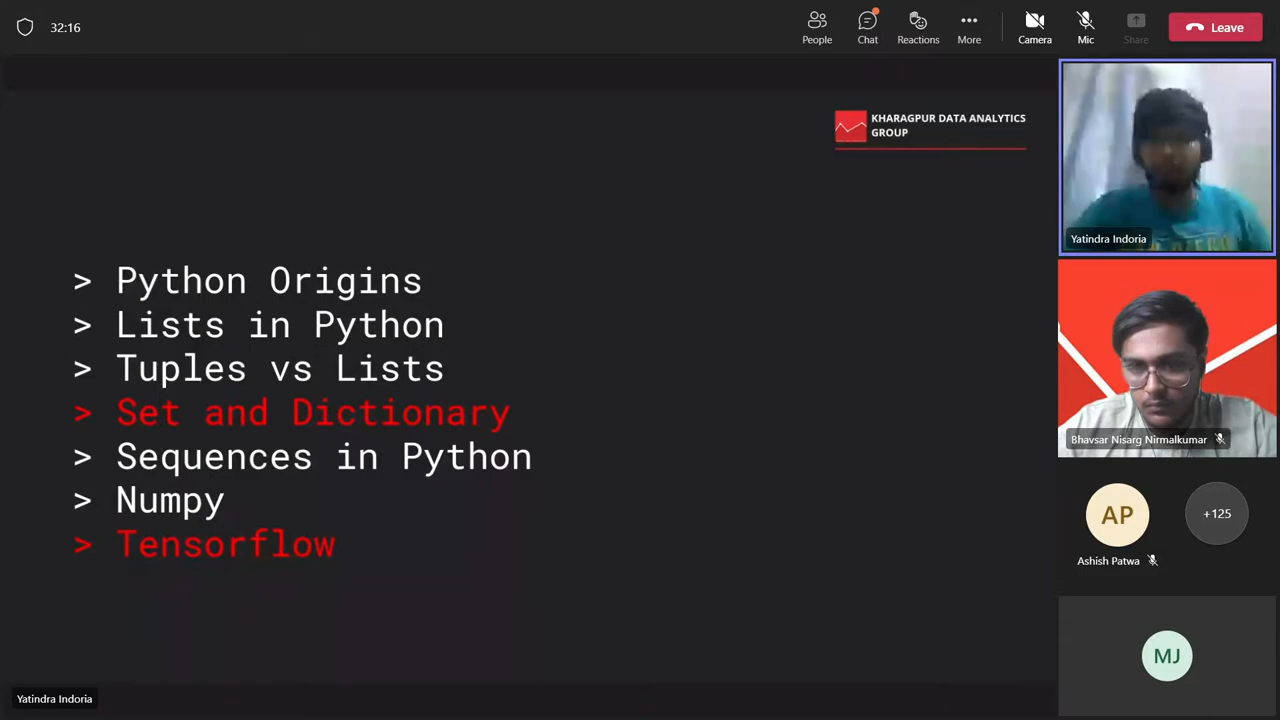 32:16
People
Chat
Reactions
More
Camera
Mic
Share
Leave
KHARAGPUR DATA ANALYTICS
GROUP
> Python Origins
> Lists in Python
> Tuples vs Lists
> Set and Dictionary
> Sequences in Python
> Numpy
> Tensorflow
Yatindra Indoria
Bhavsar Nisarg Nirmalkumar
AP
+125
Ashish Patwa
MJ
Yatindra Indoria